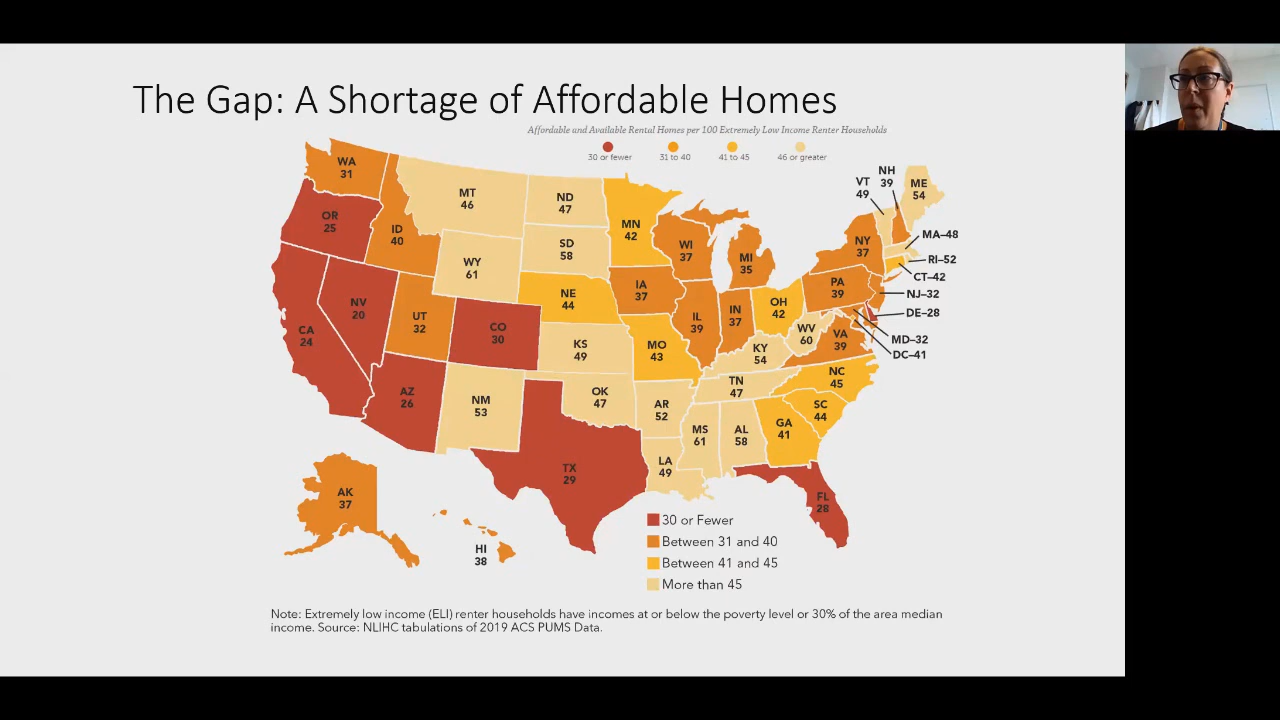 The Gap: A Shortage of Affordable Homes
Affordable and Available Rental Homes per 100 Extremely Low Income Renter Households
30 or fewer
31 to 40
41 to 45
46 or greater
WA
31
OR
25
ID
40
MT
46
ND
47
MN
42
WI
37
MI
35
NY
37
VT
49
NH
39
ME
54
MA–48
RI–52
CT–42
NJ–32
DE–28
MD–32
DC–41
WY
61
SD
58
NE
44
IA
37
IL
39
IN
37
OH
42
PA
39
WV
60
VA
39
CA
24
NV
20
UT
32
CO
30
KS
49
MO
43
KY
54
TN
47
NC
45
SC
44
AZ
26
NM
53
OK
47
AR
52
MS
61
AL
58
GA
41
TX
29
LA
49
FL
28
AK
37
HI
38
30 or Fewer
Between 31 and 40
Between 41 and 45
More than 45
Note: Extremely low income (ELI) renter households have incomes at or below the poverty level or 30% of the area median
income. Source: NLIHC tabulations of 2019 ACS PUMS Data.